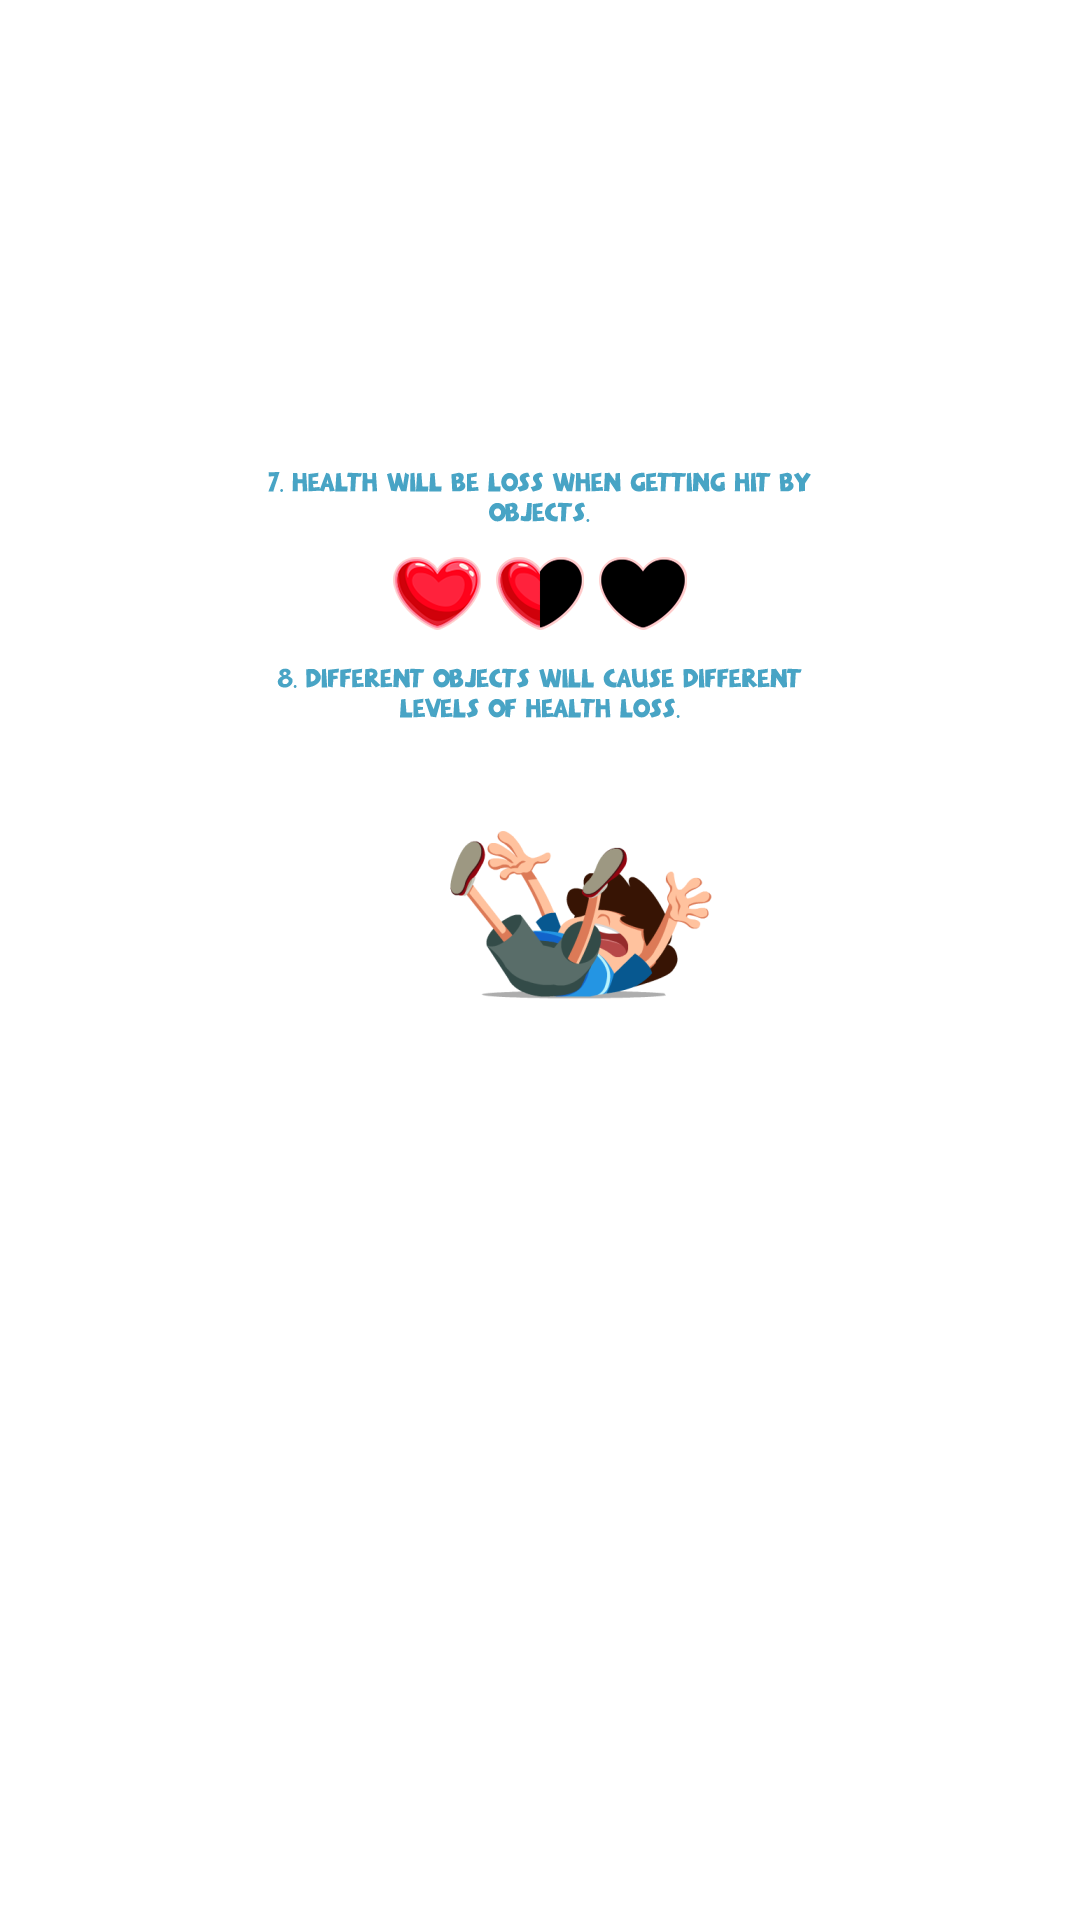 7. HEALTH WILL BE LOSS WHEN GETTING HIT BY
OBJECTS.
8. DIFFERENT OBJECTS WILL CAUSE DIFFERENT
LEVELS OF HEALTH LOSS.